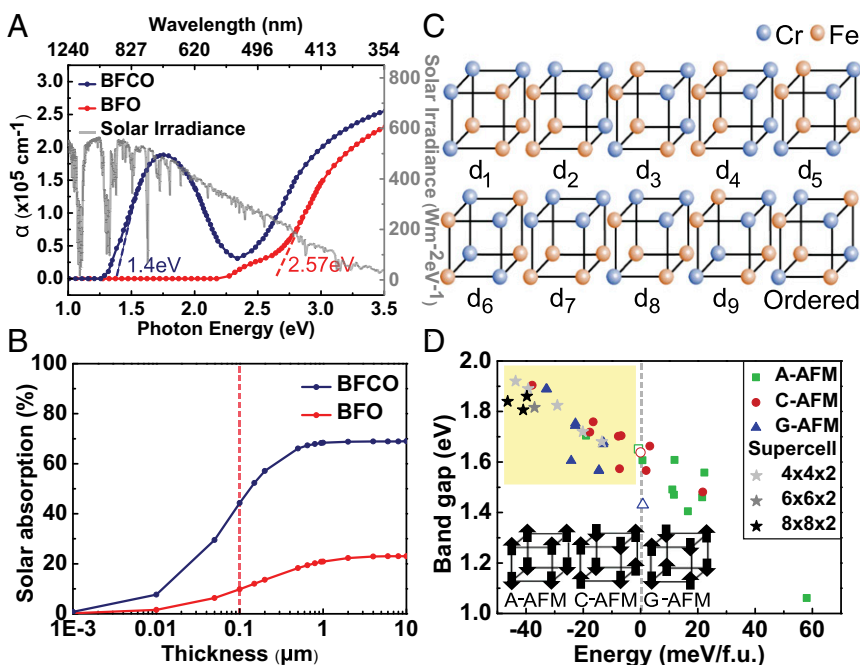 A
Wavelength (nm)
1240 827 620 496 413 354
BFCO
BFO
Solar Irradiance
α (x10⁵ cm⁻¹)
3.0
2.5
2.0
1.5
1.0
0.5
0.0
800
600
400
200
0
Solar Irradiance (Wm-2eV-1)
1.4eV
2.57eV
1.0 1.5 2.0 2.5 3.0 3.5
Photon Energy (eV)
B
Solar absorption (%)
100
80
60
40
20
0
BFCO
BFO
1E-3 0.01 0.1 1 10
Thickness (μm)
C
Cr Fe
d₁ d₂ d₃ d₄ d₅
d₆ d₇ d₈ d₉ Ordered
D
Band gap (eV)
2.0
1.8
1.6
1.4
1.2
1.0
A-AFM
C-AFM
G-AFM
Supercell
4x4x2
6x6x2
8x8x2
A-AFM C-AFM G-AFM
-40 -20 0 20 40 60
Energy (meV/f.u.)